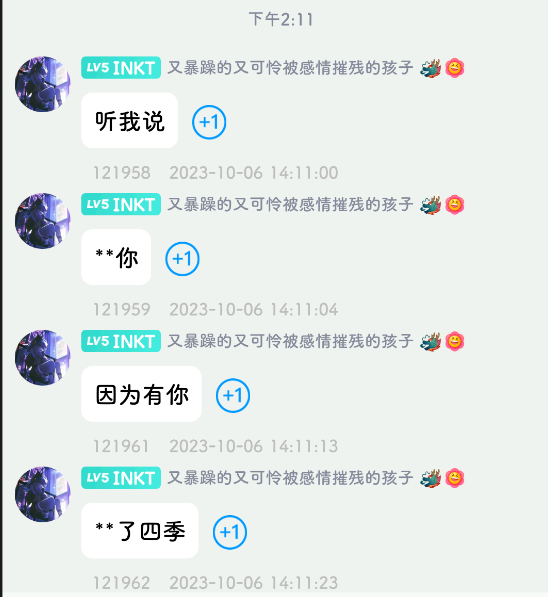 下午2:11
LV5 INKT 又暴躁的又可怜被感情摧残的孩子
听我说 +1
121958 2023-10-06 14:11:00
LV5 INKT 又暴躁的又可怜被感情摧残的孩子
**你 +1
121959 2023-10-06 14:11:04
LV5 INKT 又暴躁的又可怜被感情摧残的孩子
因为有你 +1
121961 2023-10-06 14:11:13
LV5 INKT 又暴躁的又可怜被感情摧残的孩子
**了四季 +1
121962 2023-10-06 14:11:23